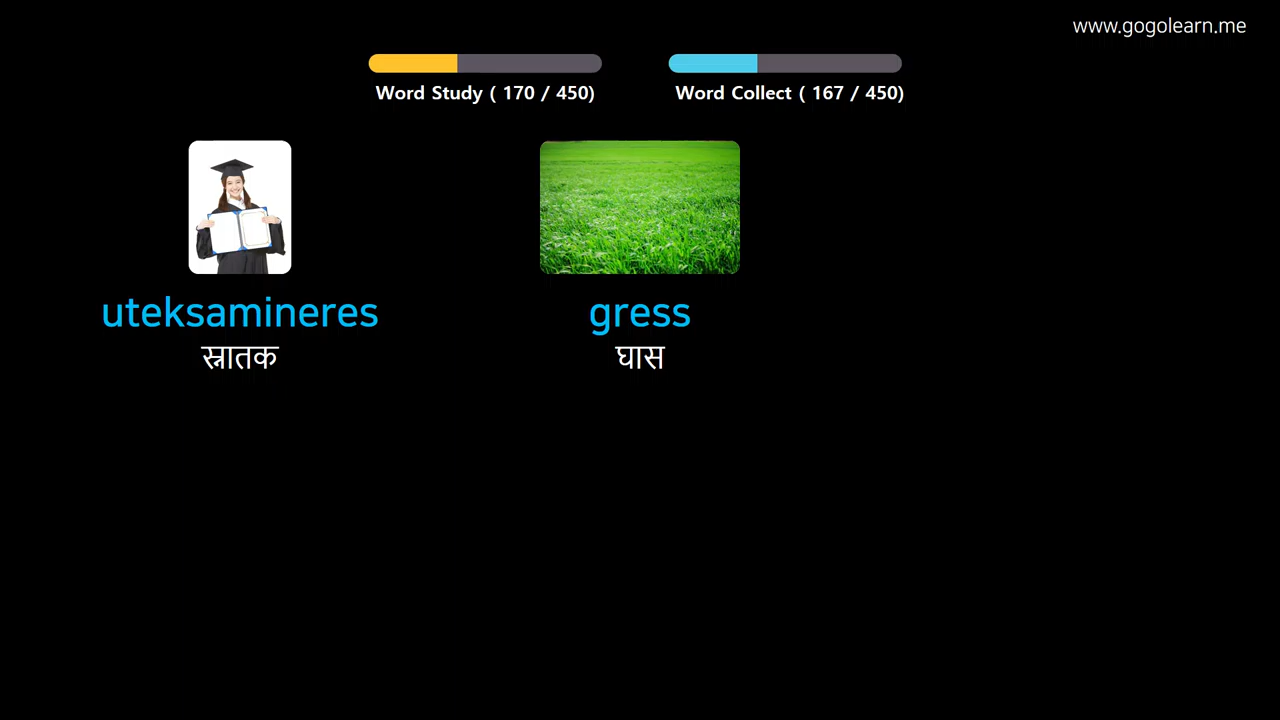 www.gogolearn.me
Word Study ( 170 / 450)
Word Collect ( 167 / 450)
uteksamineres
स्नातक
gress
घास